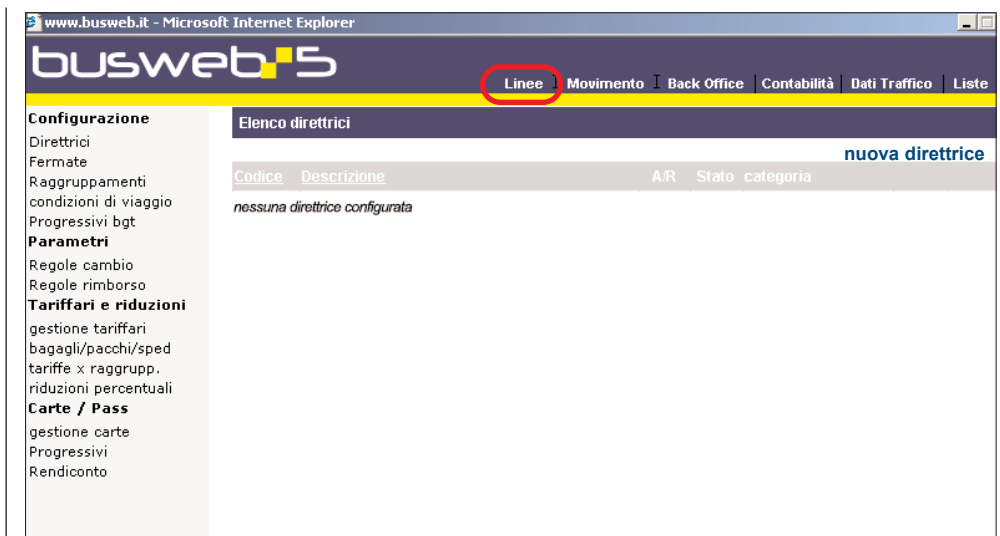 www.busweb.it - Microsoft Internet Explorer
busweb 5
Linee Movimento Back Office Contabilità Dati Traffico Liste
Configurazione
Direttrici
Fermate
Raggruppamenti
condizioni di viaggio
Progressivi bgt
Parametri
Regole cambio
Regole rimborso
Tariffari e riduzioni
gestione tariffari
bagagli/pacchi/sped
tariffe x raggrupp.
riduzioni percentuali
Carte / Pass
gestione carte
Progressivi
Rendiconto
Elenco direttrici
nuova direttrice
Codice Descrizione A/R Stato categoria
nessuna direttrice configurata